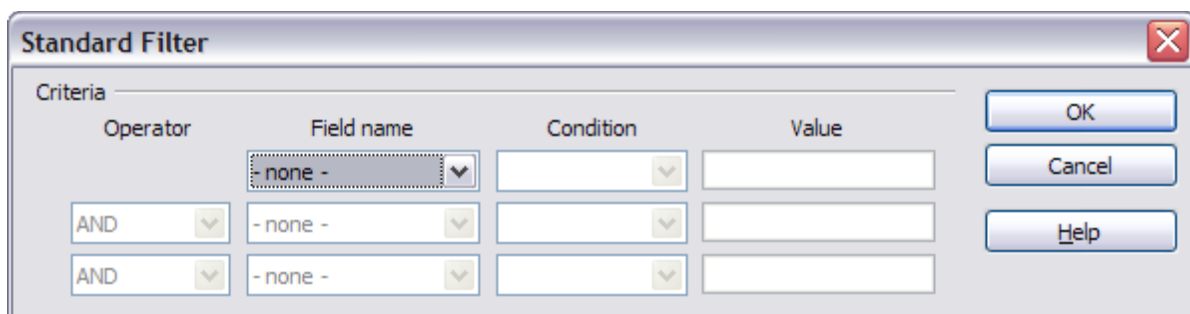 Standard Filter
Criteria
Operator Field name Condition Value
OK
- none -
Cancel
AND - none -
Help
AND - none -